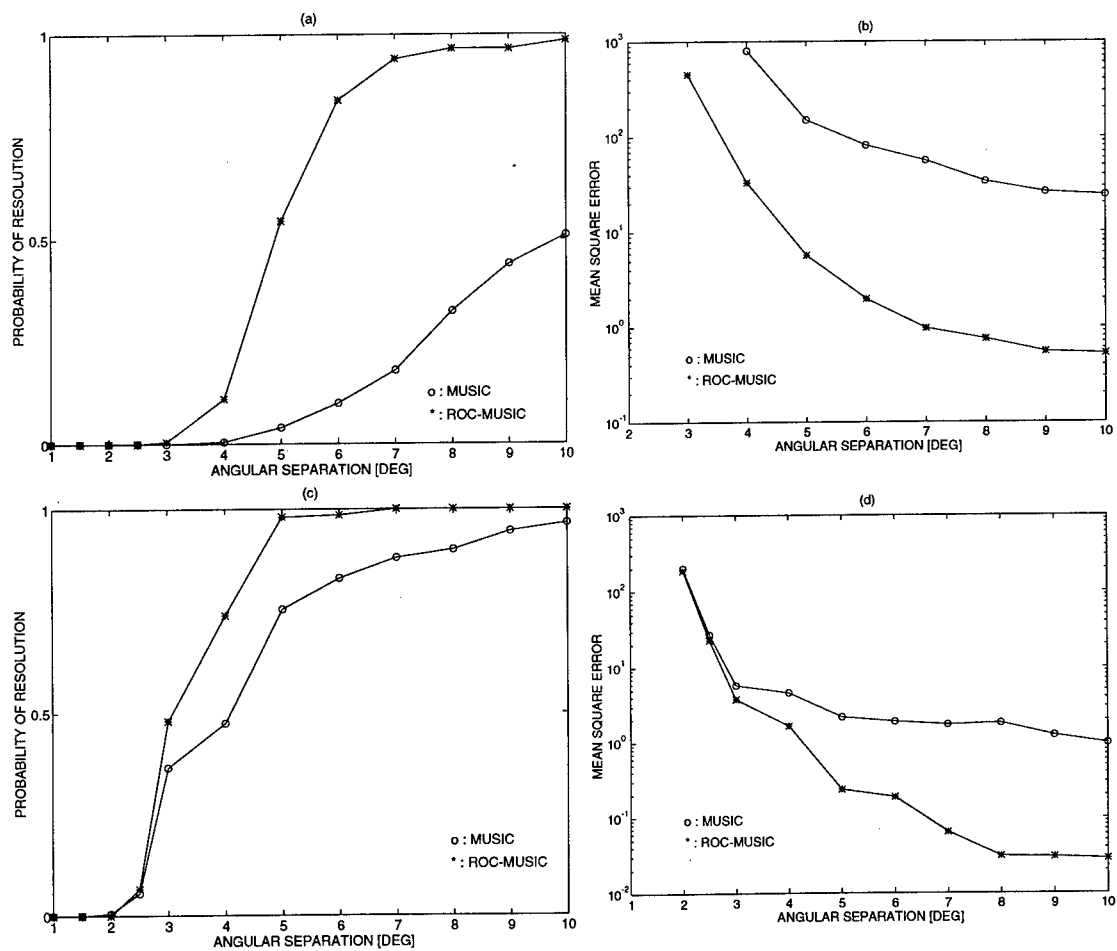 (a)
PROBABILITY OF RESOLUTION
1
0.5
0
1 2 3 4 5 6 7 8 9 10
ANGULAR SEPARATION [DEG]
o : MUSIC
* : ROC-MUSIC
(b)
MEAN SQUARE ERROR
10^3
10^2
10^1
10^0
10^-1
2 3 4 5 6 7 8 9 10
ANGULAR SEPARATION [DEG]
o : MUSIC
* : ROC-MUSIC
(c)
PROBABILITY OF RESOLUTION
1
0.5
0
1 2 3 4 5 6 7 8 9 10
ANGULAR SEPARATION [DEG]
o : MUSIC
* : ROC-MUSIC
(d)
MEAN SQUARE ERROR
10^3
10^2
10^1
10^0
10^-1
10^-2
1 2 3 4 5 6 7 8 9 10
ANGULAR SEPARATION [DEG]
o : MUSIC
* : ROC-MUSIC